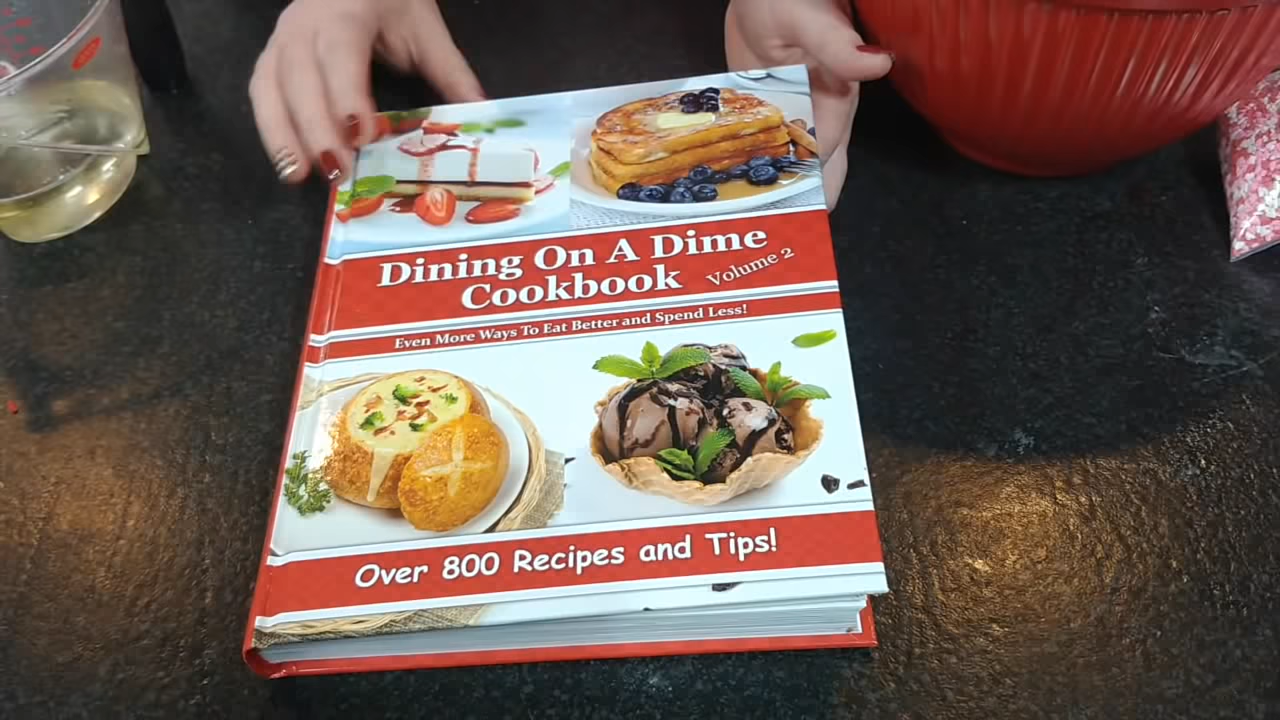 Dining On A Dime
Cookbook Volume 2
Even More Ways To Eat Better and Spend Less!
Over 800 Recipes and Tips!